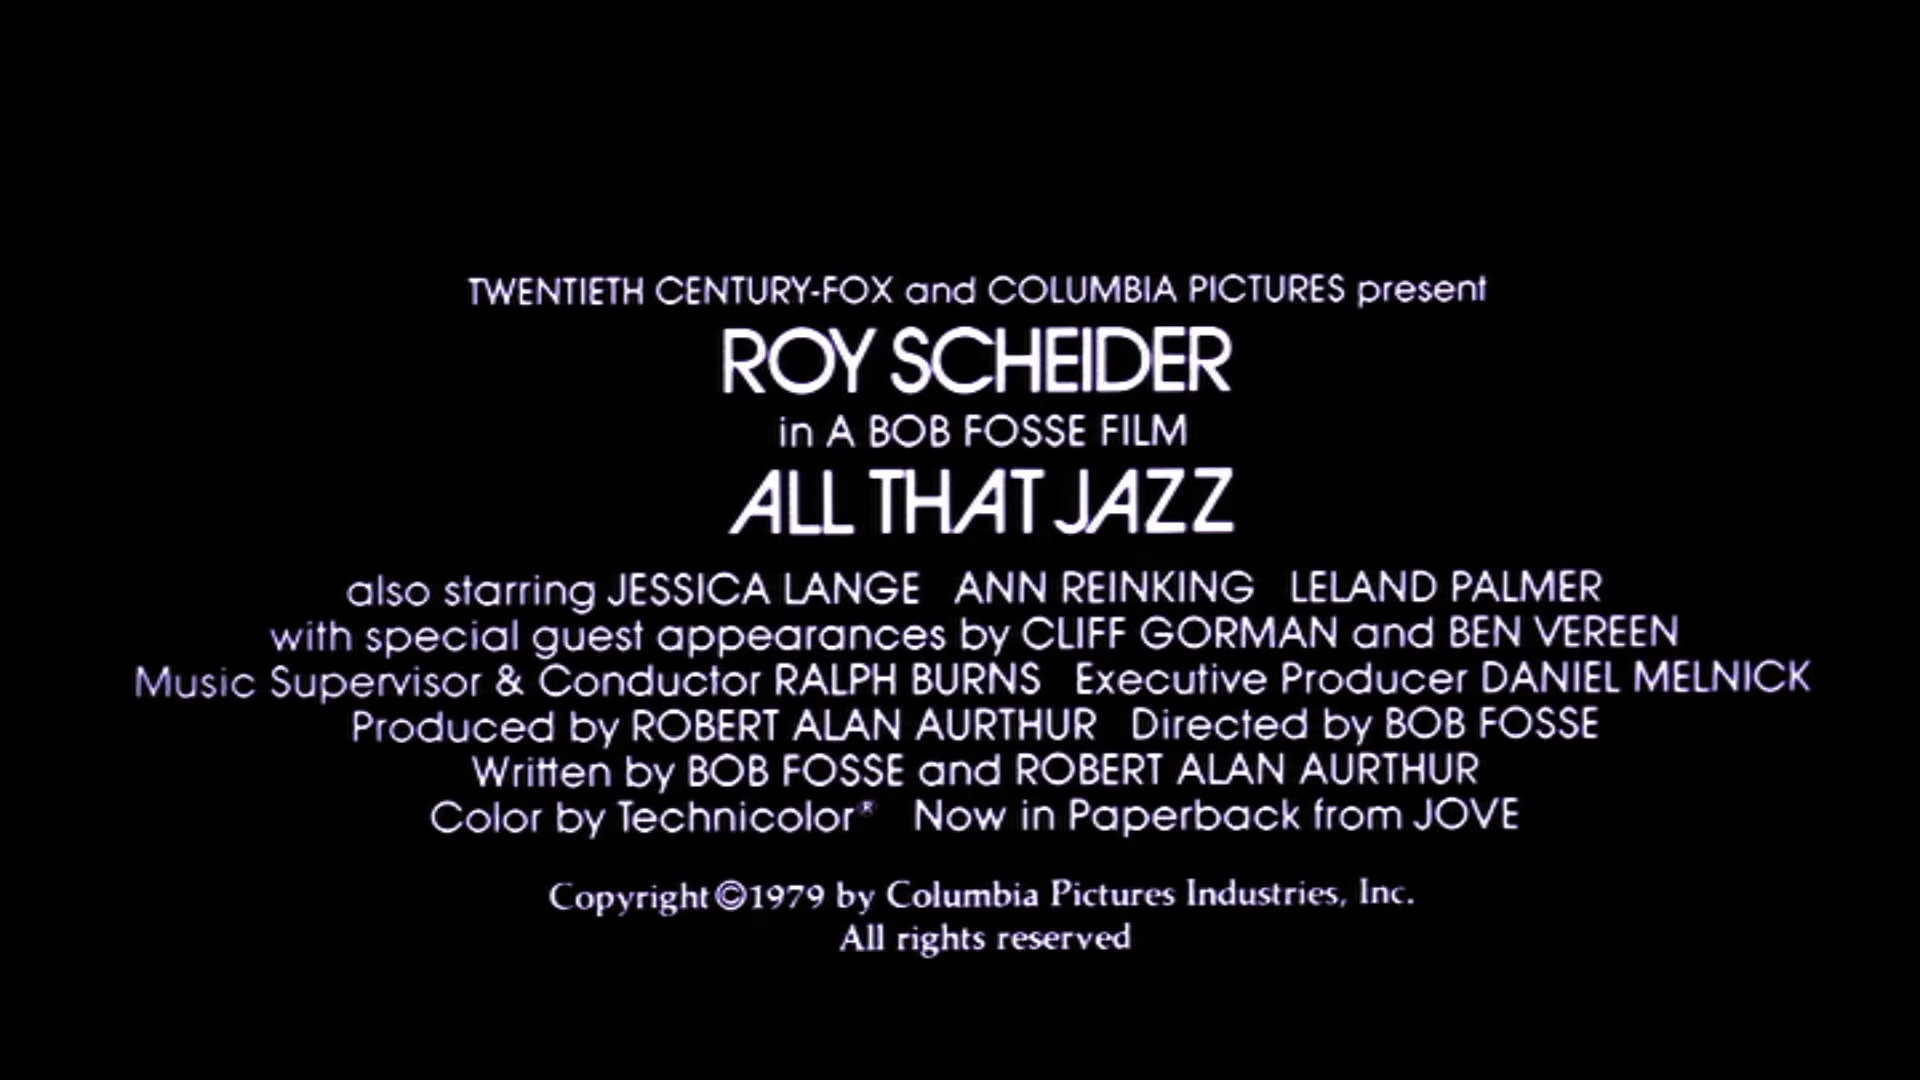 TWENTIETH CENTURY-FOX and COLUMBIA PICTURES present
ROY SCHEIDER
in A BOB FOSSE FILM
ALL THAT JAZZ
also starring JESSICA LANGE ANN REINKING LELAND PALMER
with special guest appearances by CLIFF GORMAN and BEN VEREEN
Music Supervisor & Conductor RALPH BURNS Executive Producer DANIEL MELNICK
Produced by ROBERT ALAN AURTHUR Directed by BOB FOSSE
Written by BOB FOSSE and ROBERT ALAN AURTHUR
Color by Technicolor® Now in Paperback from JOVE
Copyright ©1979 by Columbia Pictures Industries, Inc.
All rights reserved